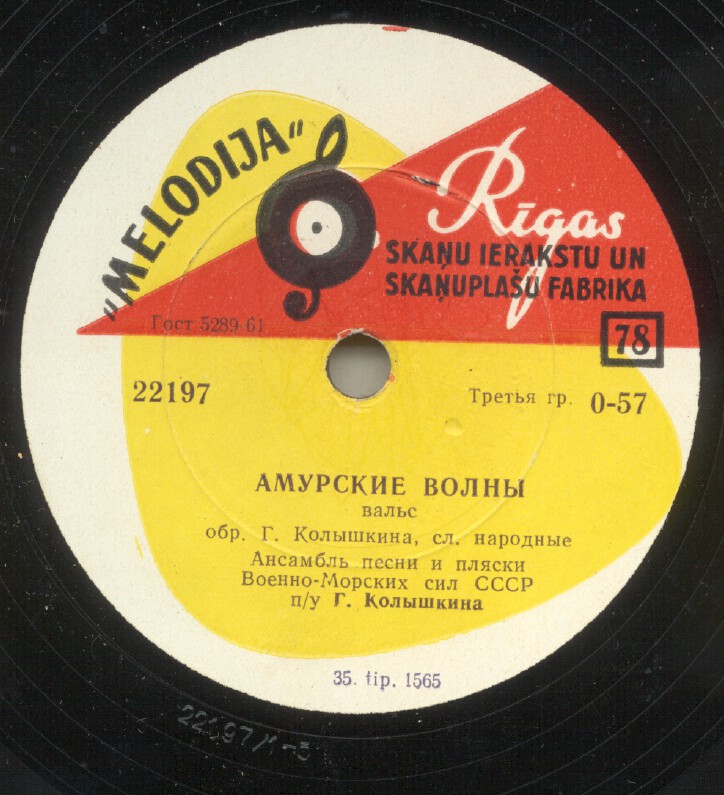 „MELODIJA"
Rīgas
SKAŅU IERAKSTU UN
SKAŅUPLAŠU FABRIKA
Гост 5289-61
78
22197
Третья гр. 0-57
АМУРСКИЕ ВОЛНЫ
вальс
обр. Г. Колышкина, сл. народные
Ансамбль песни и пляски
Военно-Морских сил СССР
п/у Г. Колышкина
35. tip. 1565